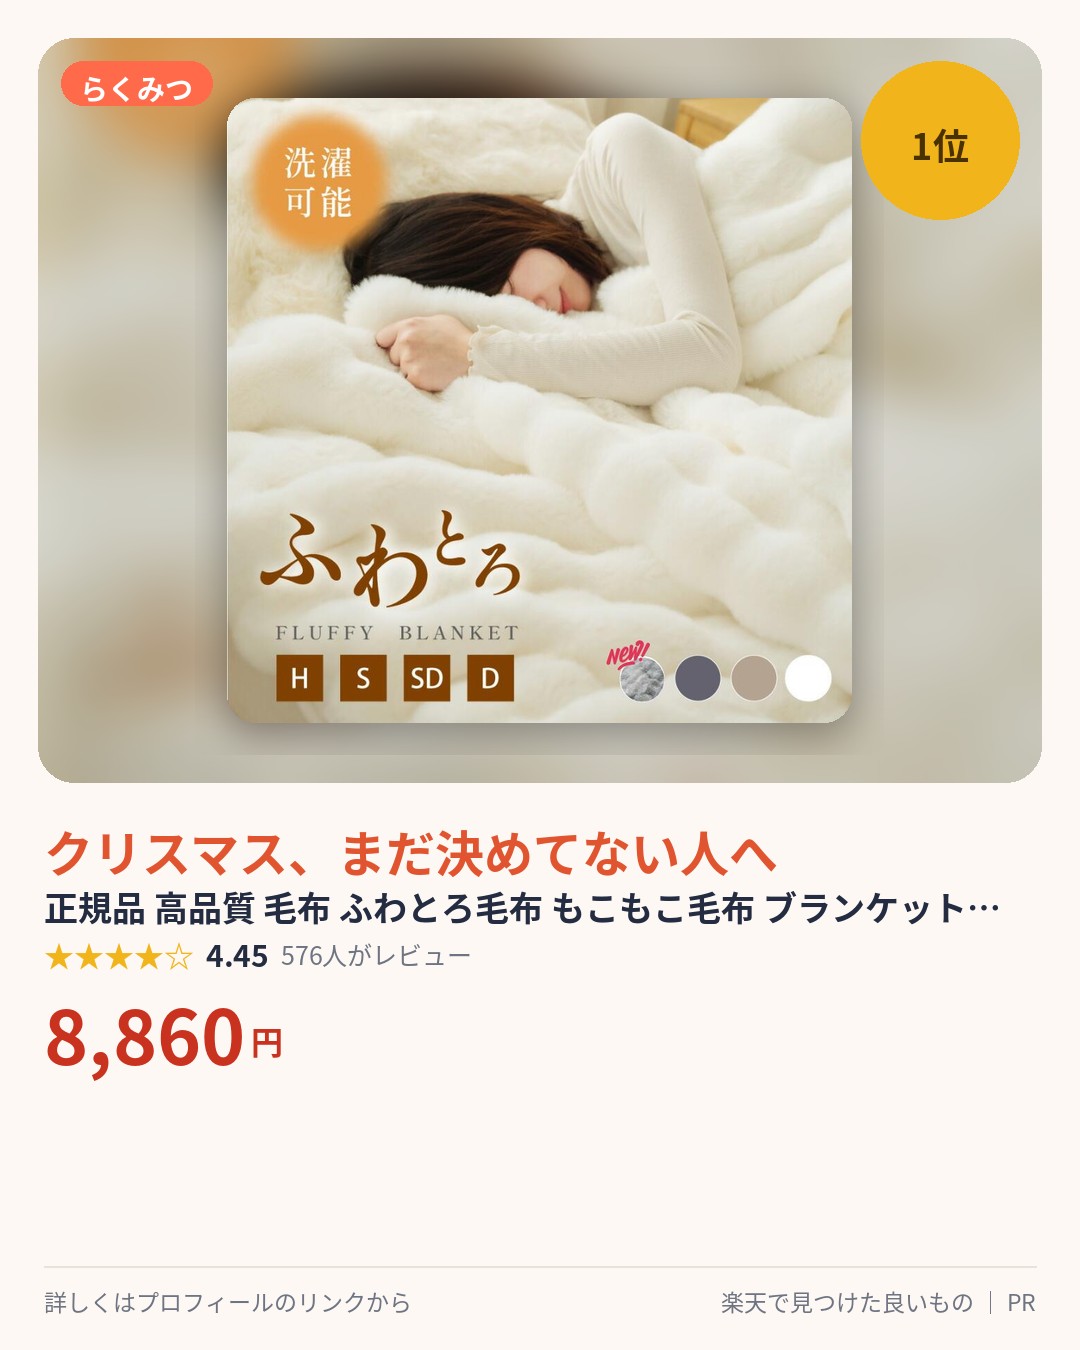 らくみつ
1位
洗濯
可能
ふわとろ
FLUFFY BLANKET
H S SD D
NEW!
クリスマス、まだ決めてない人へ
正規品 高品質 毛布 ふわとろ毛布 もこもこ毛布 ブランケット…
★★★★☆ 4.45 576人がレビュー
8,860円
詳しくはプロフィールのリンクから
楽天で見つけた良いもの | PR